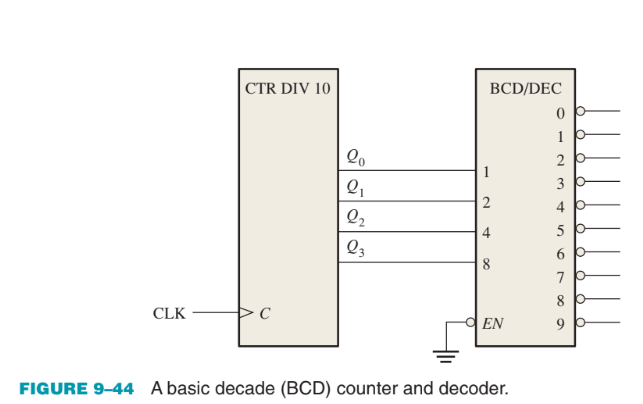 CTR DIV 10
BCD/DEC
0
1
2
3
4
5
6
7
8
9
Q0
Q1
Q2
Q3
1
2
4
8
CLK
C
EN
FIGURE 9–44 A basic decade (BCD) counter and decoder.